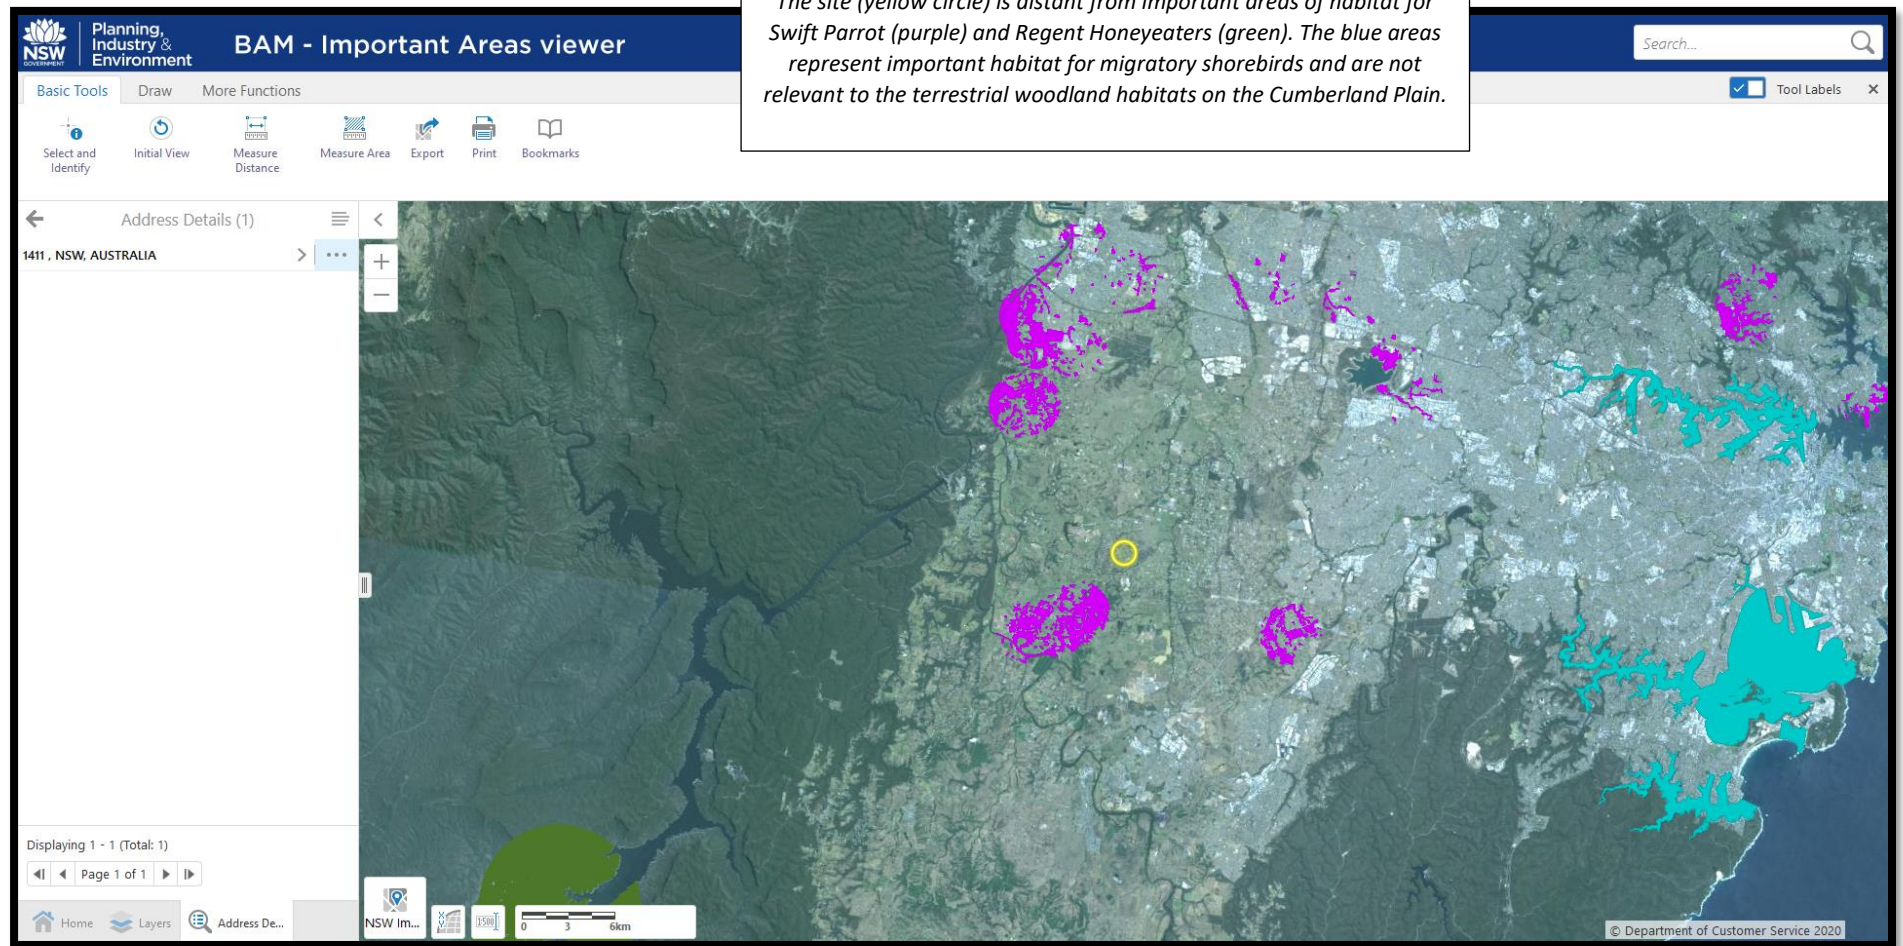 The site (yellow circle) is distant from important areas of habitat for
Swift Parrot (purple) and Regent Honeyeaters (green). The blue areas
represent important habitat for migratory shorebirds and are not
relevant to the terrestrial woodland habitats on the Cumberland Plain.
NSW
GOVERNMENT
Planning,
Industry &
Environment
BAM - Important Areas viewer
Search...
Basic Tools
Draw
More Functions
Tool Labels
Select and
Identify
Initial View
Measure
Distance
Measure Area
Export
Print
Bookmarks
Address Details (1)
1411 , NSW, AUSTRALIA
Displaying 1 - 1 (Total: 1)
Page 1 of 1
Home
Layers
Address De...
NSW Im...
1:500
0 3 6km
© Department of Customer Service 2020